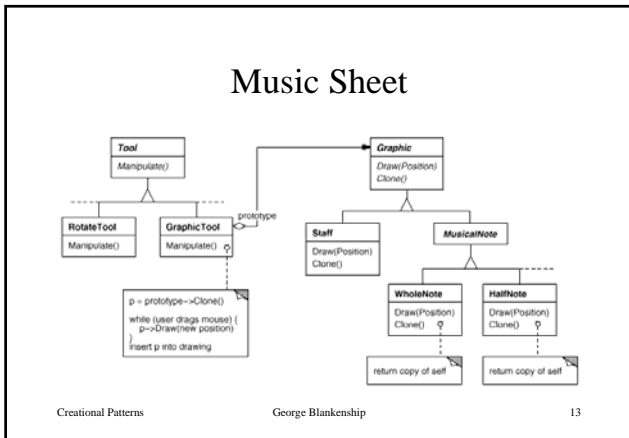 Music Sheet
Tool
Manipulate()
RotateTool
Manipulate()
GraphicTool
Manipulate()
prototype
p = prototype->Clone()
while (user drags mouse) {
p->Draw(new position)
}
insert p into drawing
Graphic
Draw(Position)
Clone()
Staff
Draw(Position)
Clone()
MusicalNote
WholeNote
Draw(Position)
Clone()
return copy of self
HalfNote
Draw(Position)
Clone()
return copy of self
Creational Patterns
George Blankenship
13